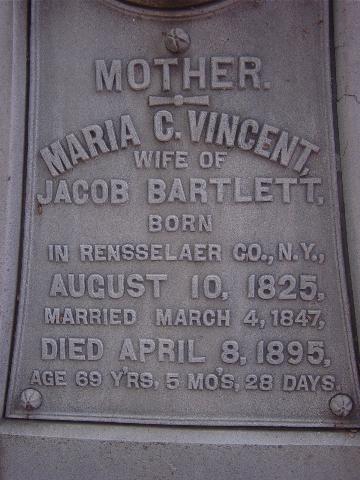 MOTHER.
MARIA C. VINCENT,
WIFE OF
JACOB BARTLETT.
BORN
IN RENSSELAER CO., N.Y.,
AUGUST 10, 1825,
MARRIED MARCH 4, 1847,
DIED APRIL 8, 1895,
AGE 69 Y'RS, 5 MO'S, 28 DAYS.